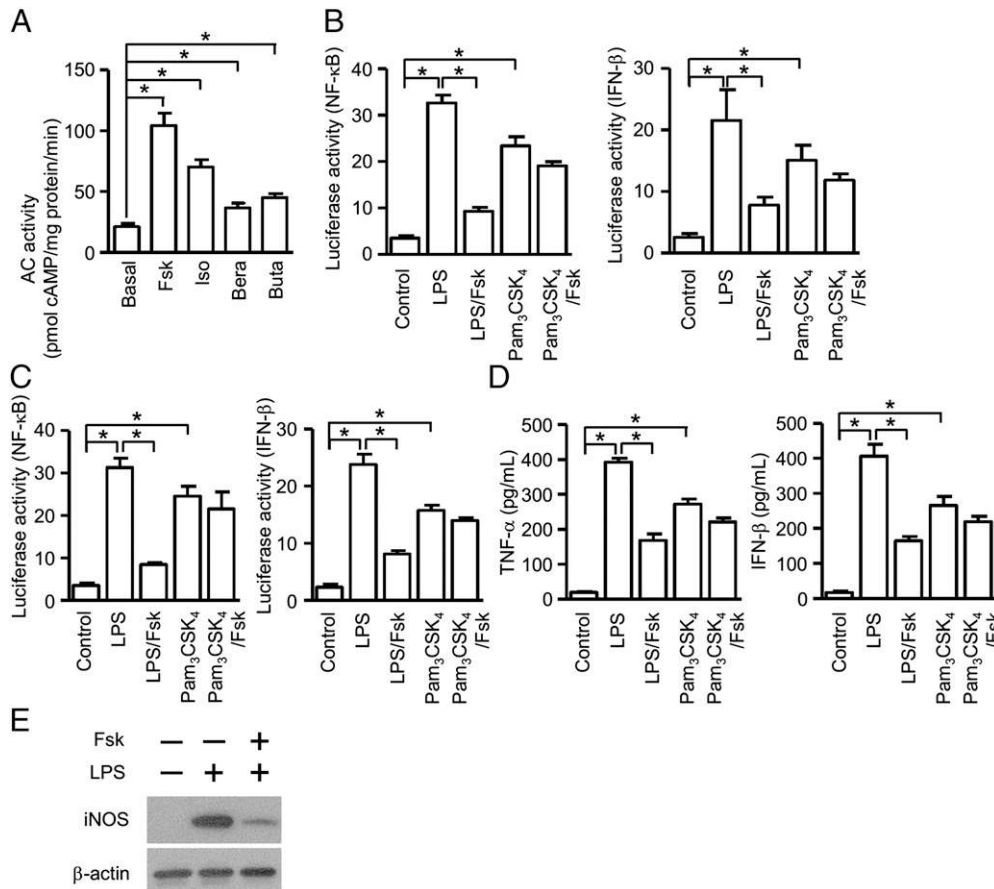 A
* * * *
150
100
50
0
AC activity
(pmol cAMP/mg protein/min)
Basal
Fsk
Iso
Bera
Buta
B
* * *
40
30
20
10
0
Luciferase activity (NF-κB)
Control
LPS
LPS/Fsk
Pam₃CSK₄
Pam₃CSK₄
/Fsk
* * *
30
20
10
0
Luciferase activity (IFN-β)
Control
LPS
LPS/Fsk
Pam₃CSK₄
Pam₃CSK₄
/Fsk
C
* * *
40
30
20
10
0
Luciferase activity (NF-κB)
Control
LPS
LPS/Fsk
Pam₃CSK₄
Pam₃CSK₄
/Fsk
* * *
30
20
10
0
Luciferase activity (IFN-β)
Control
LPS
LPS/Fsk
Pam₃CSK₄
Pam₃CSK₄
/Fsk
D
* * *
500
400
300
200
100
0
TNF-α (pg/mL)
Control
LPS
LPS/Fsk
Pam₃CSK₄
Pam₃CSK₄
/Fsk
* * *
500
400
300
200
100
0
IFN-β (pg/mL)
Control
LPS
LPS/Fsk
Pam₃CSK₄
Pam₃CSK₄
/Fsk
E
Fsk — — +
LPS — + +
iNOS
β-actin